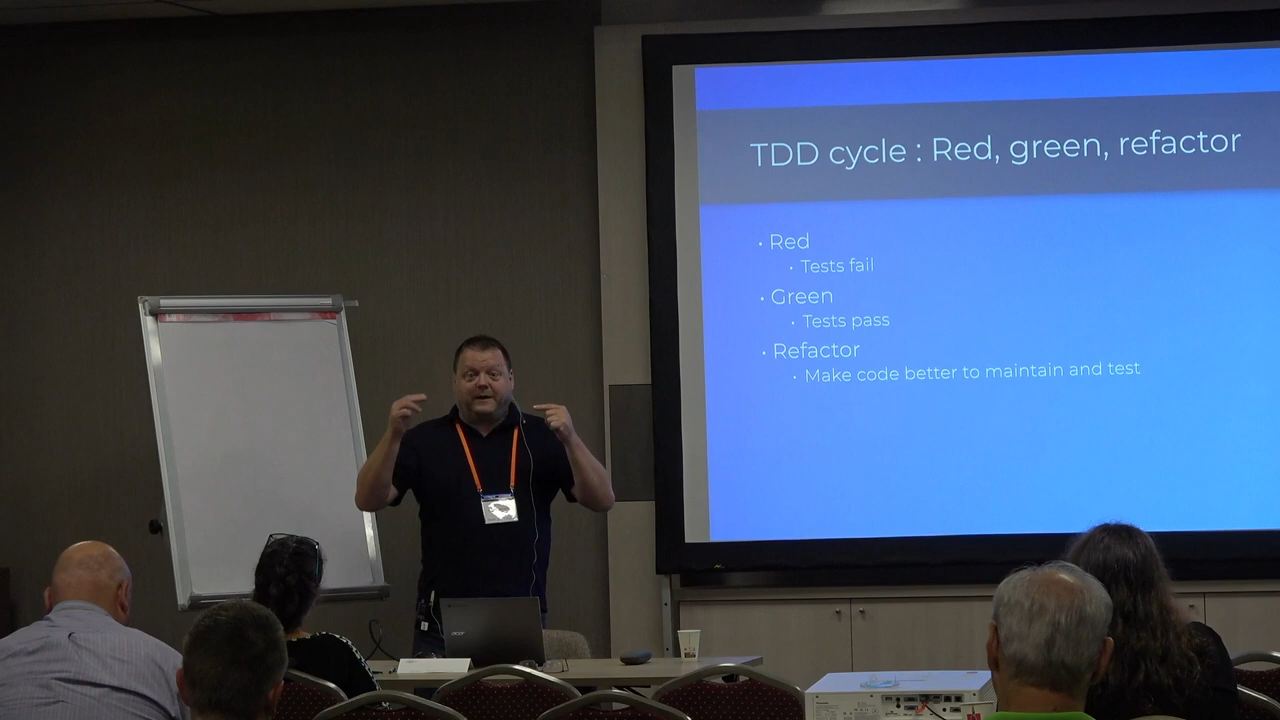 TDD cycle : Red, green, refactor
• Red
• Tests fail
• Green
• Tests pass
• Refactor
• Make code better to maintain and test
acer